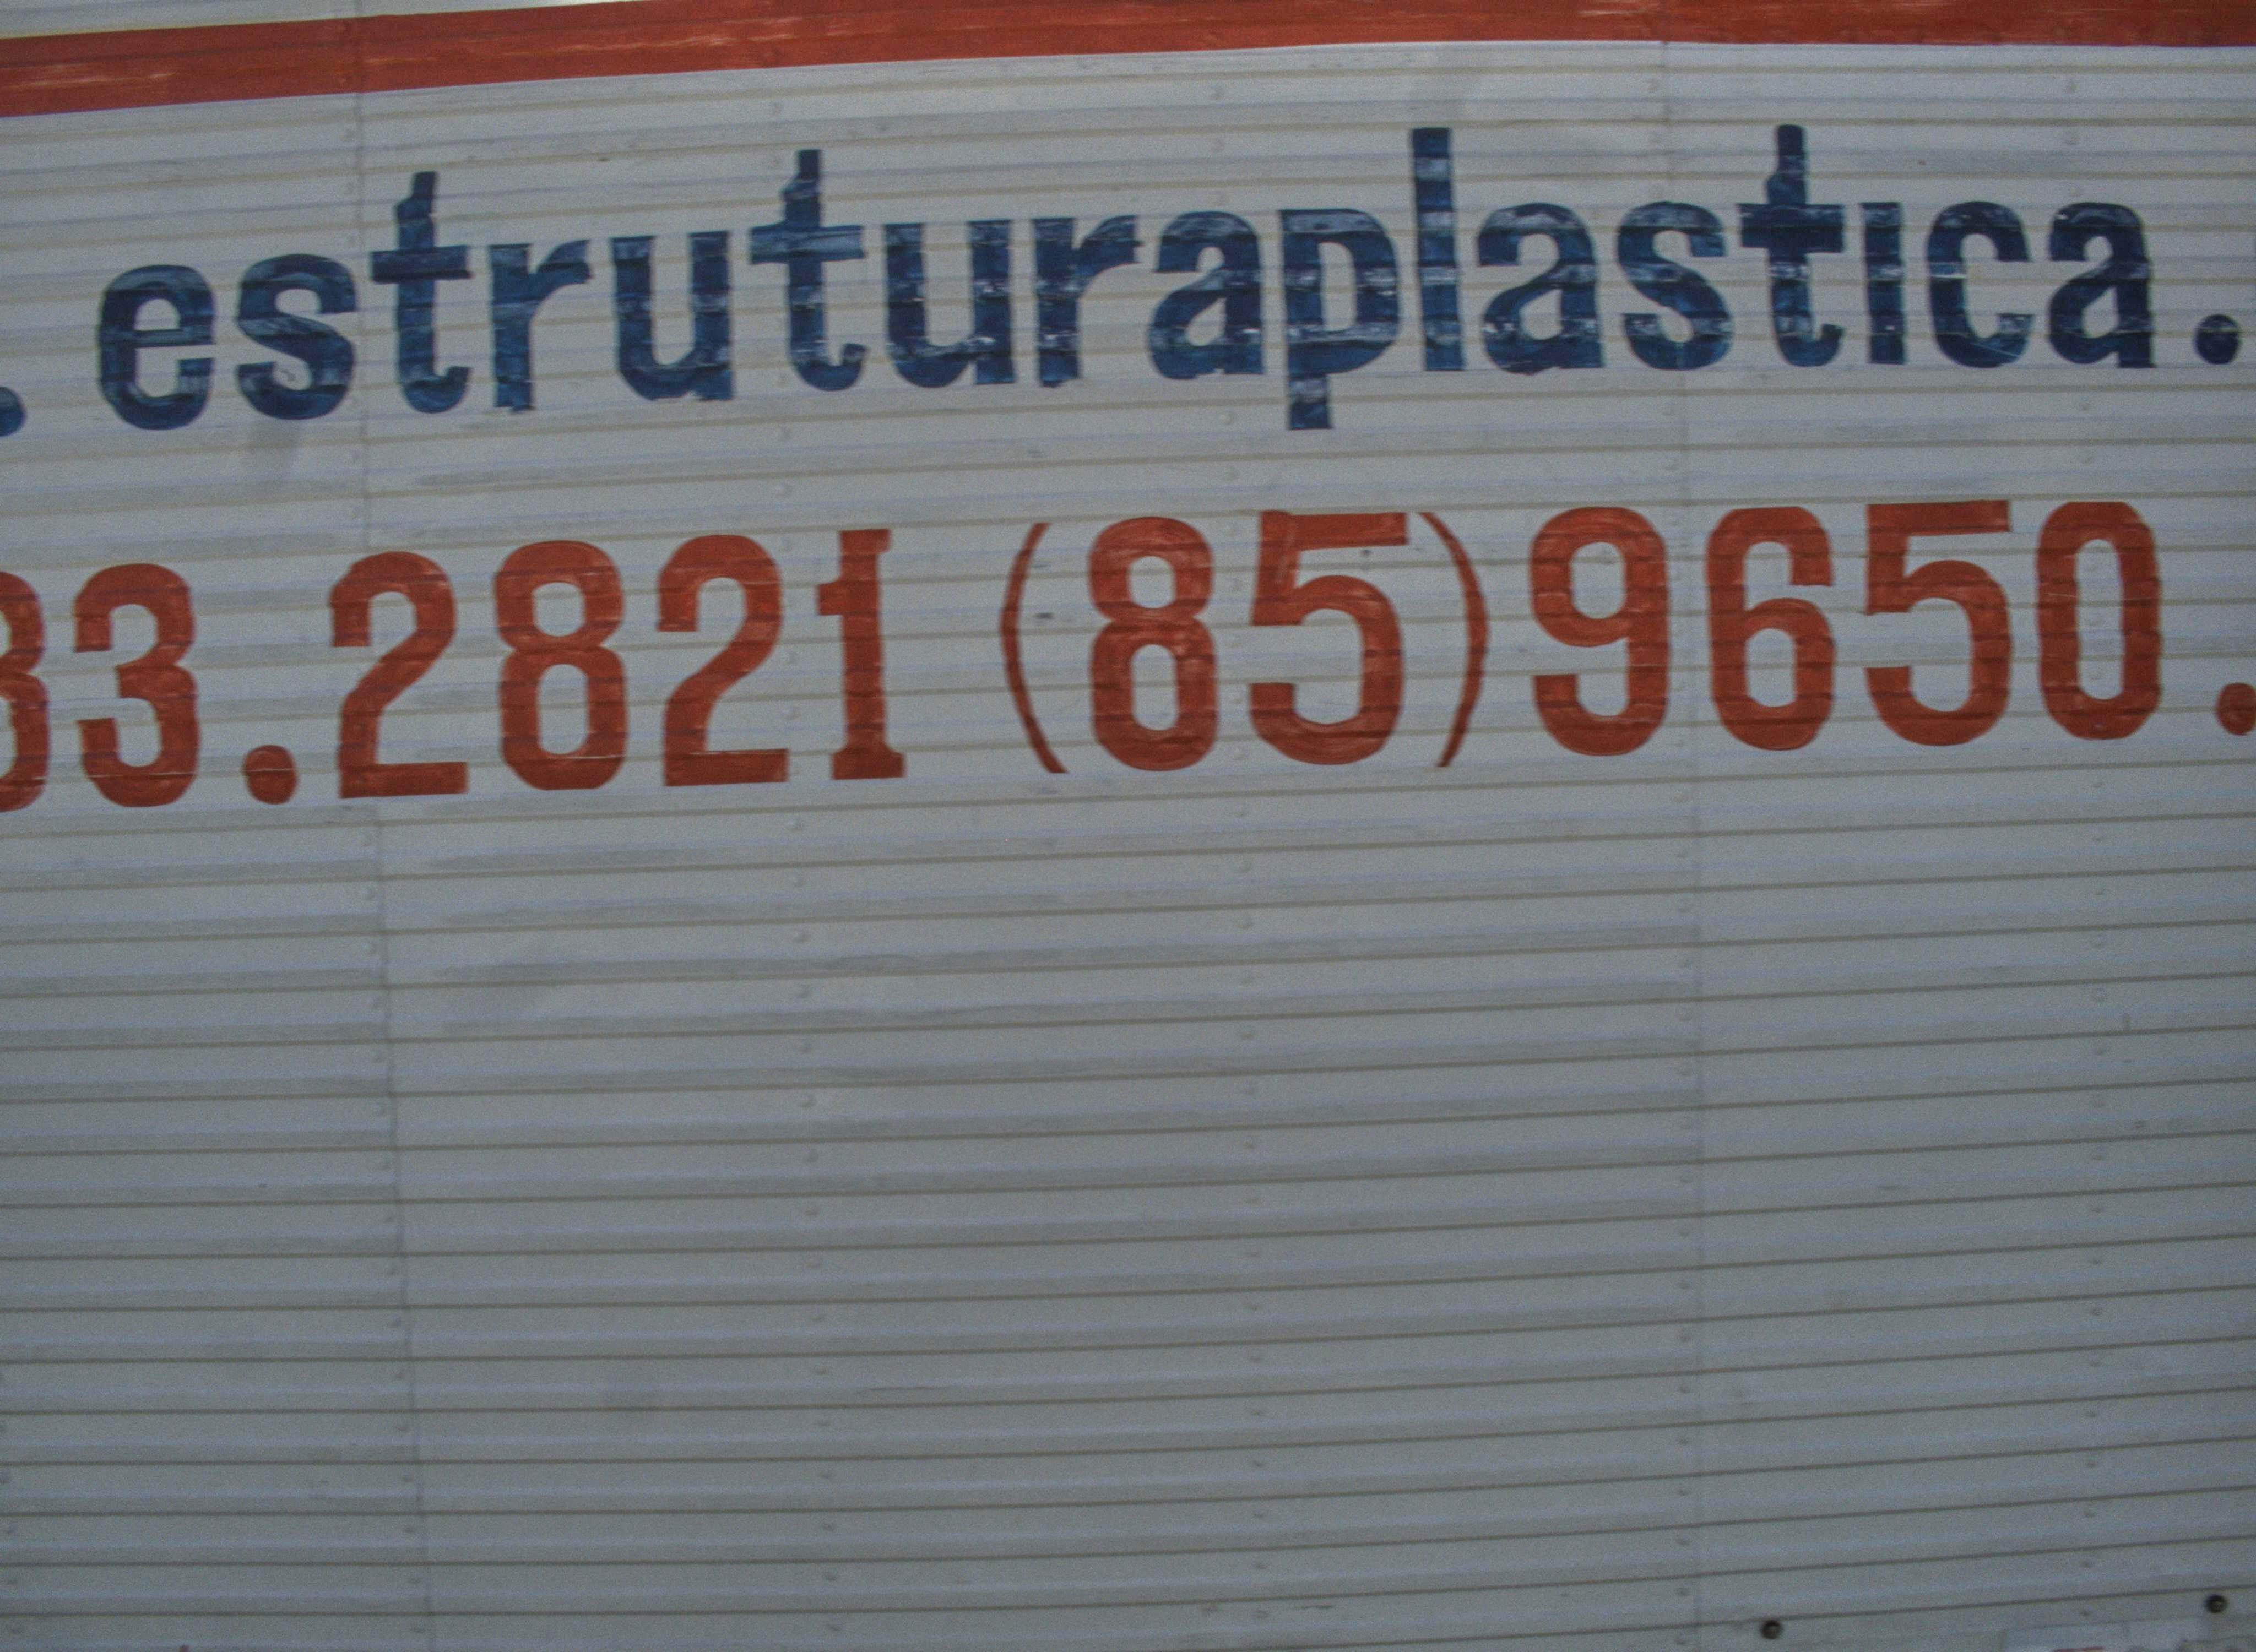 . estruturaplastica.
33.2821 (85)9650.